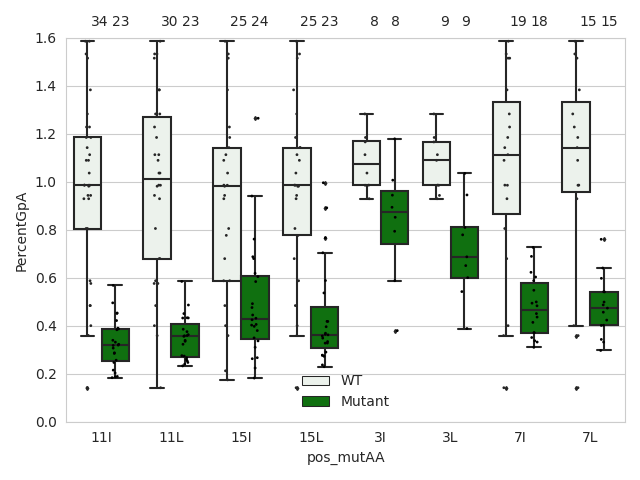 34 23 30 23 25 24 25 23 8 8 9 9 19 18 15 15
1.6
1.4
1.2
1.0
0.8
0.6
0.4
0.2
0.0
PercentGpA
WT
Mutant
11I 11L 15I 15L 3I 3L 7I 7L
pos_mutAA